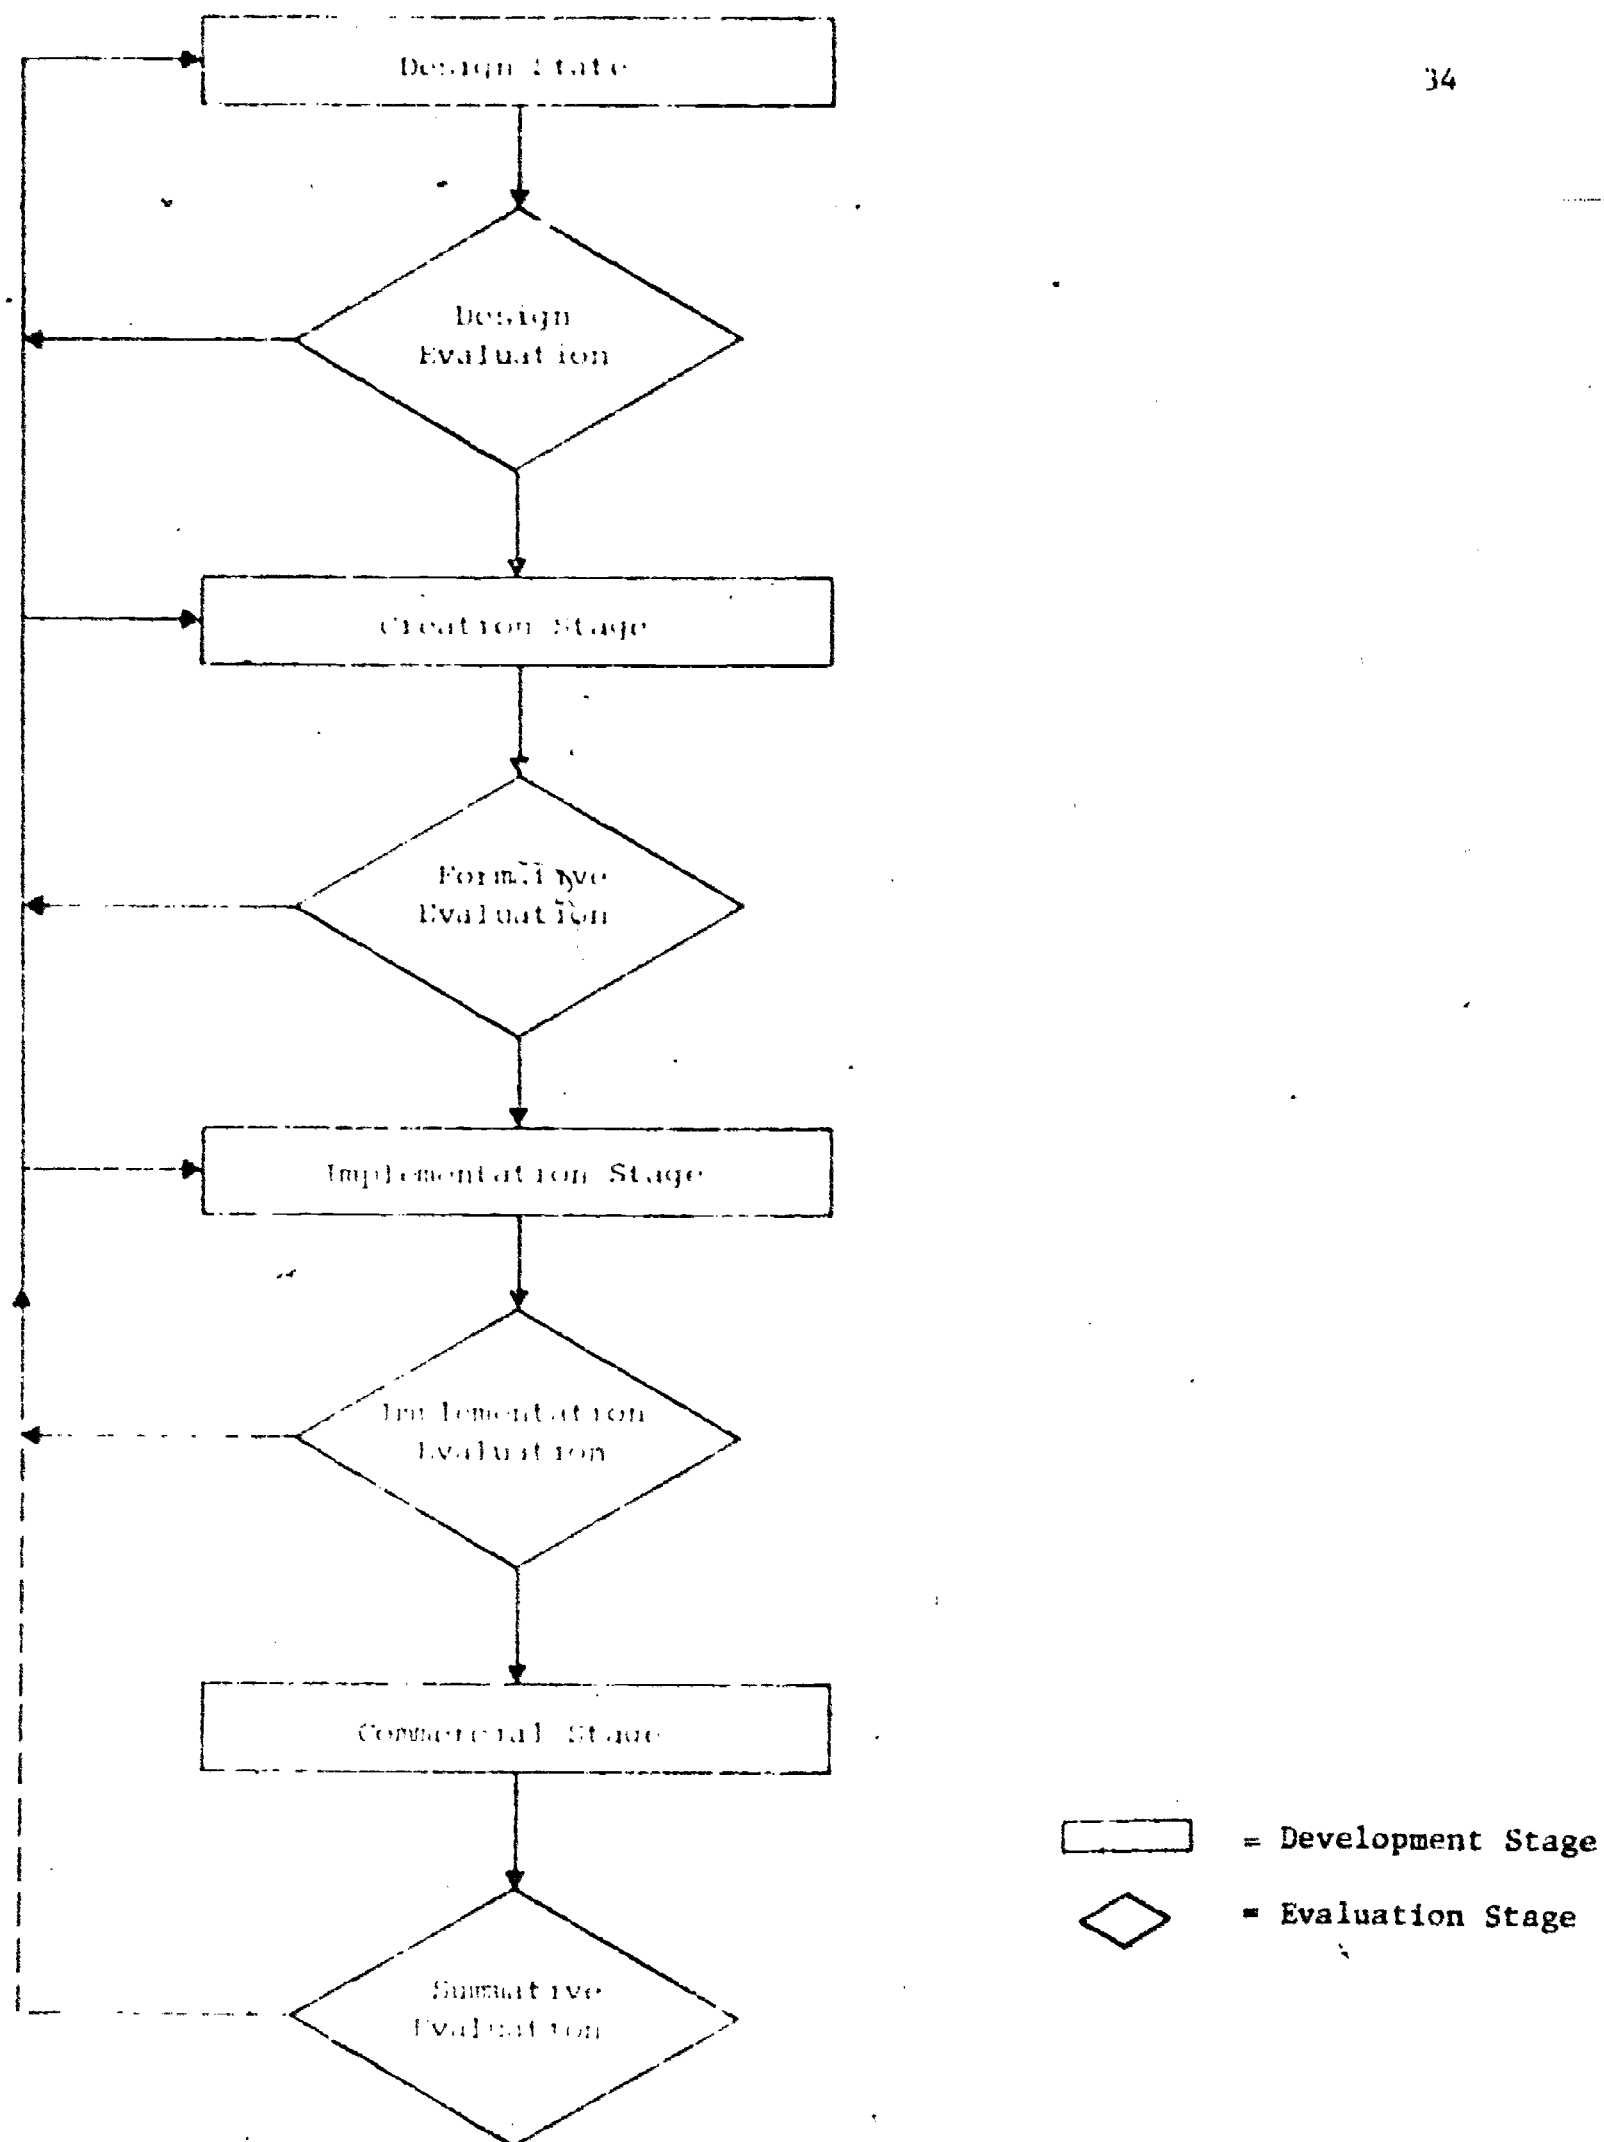 34
Design State
Design
Evaluation
Creation Stage
Formative
Evaluation
Implementation Stage
Implementation
Evaluation
Commercial Stage
= Development Stage
= Evaluation Stage
Summative
Evaluation